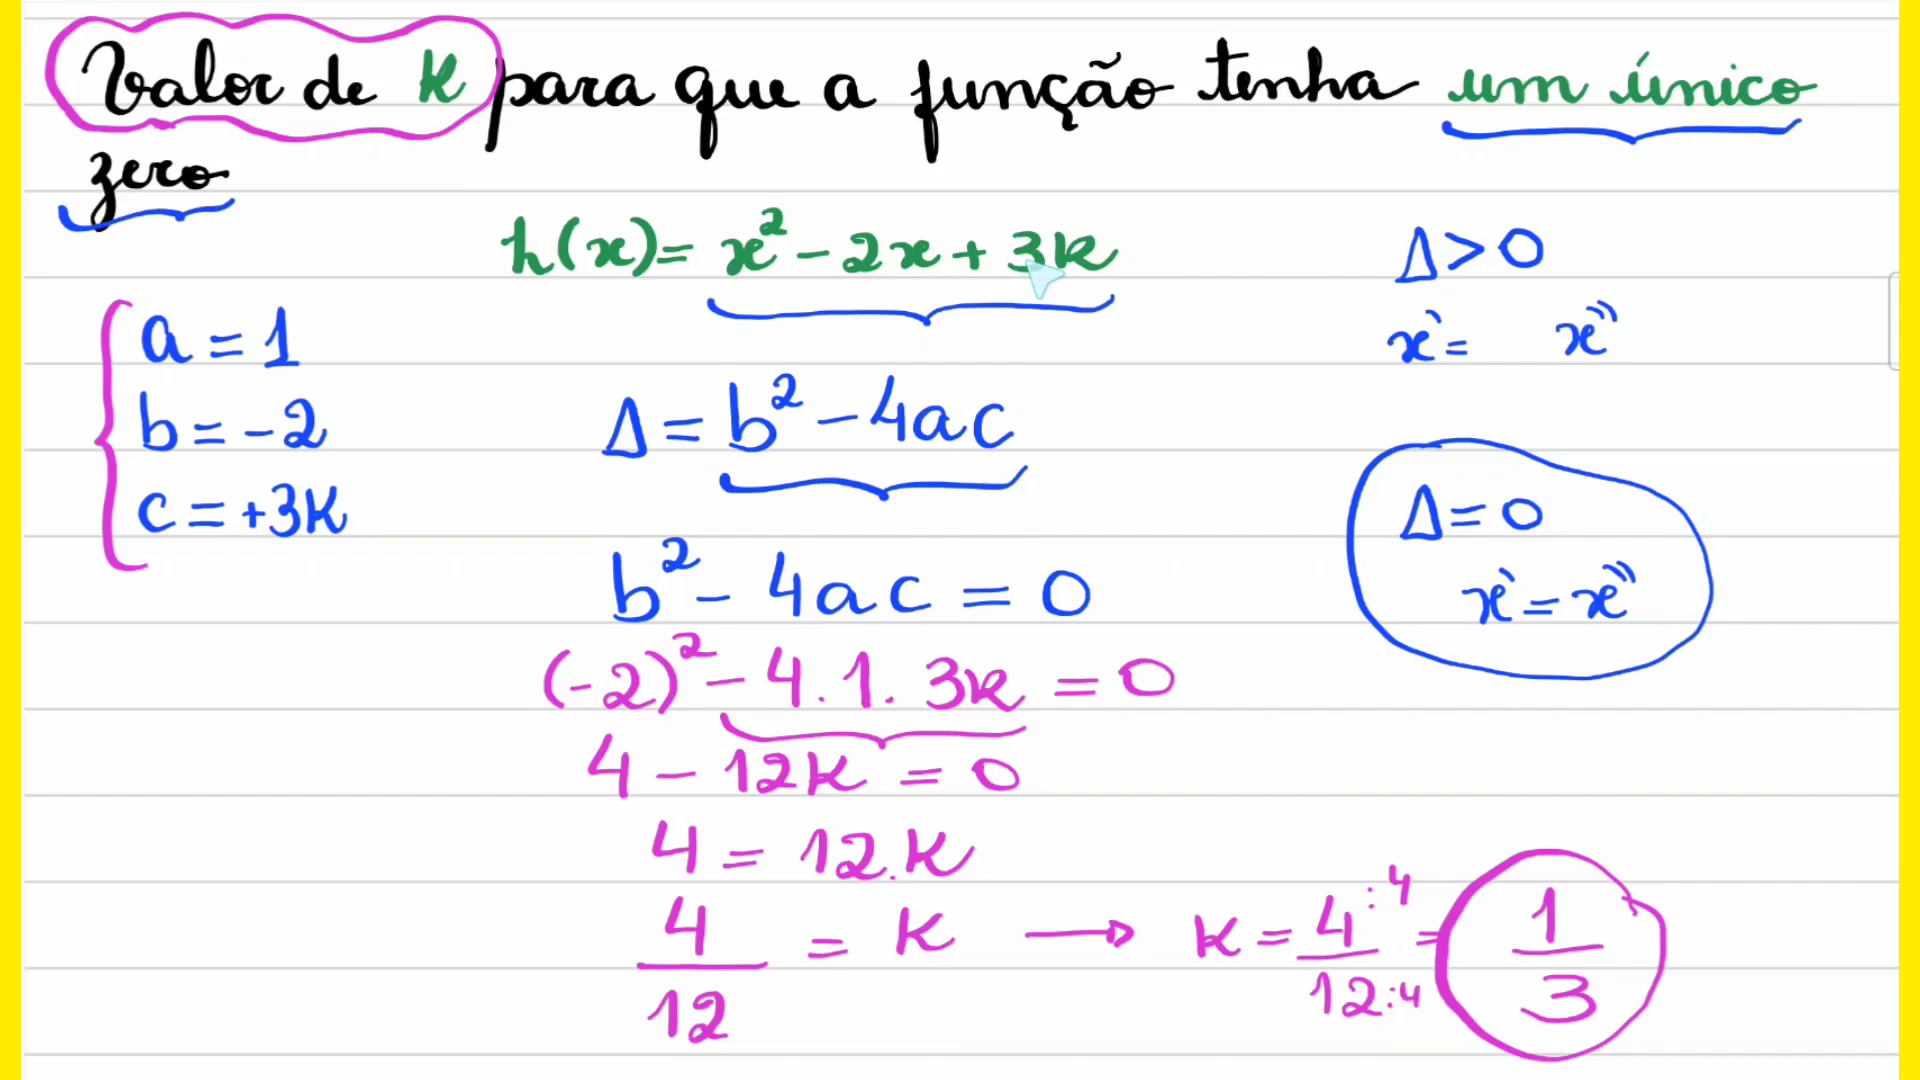 Valor de k para que a função tenha um único
zero
h(x) = x² - 2x + 3k
Δ > 0
x' = x''
a = 1
b = -2
c = +3k
Δ = b² - 4ac
Δ = 0
x' = x''
b² - 4ac = 0
(-2)² - 4.1.3k = 0
4 - 12k = 0
4 = 12.k
4/12 = k → k = 4:4/12:4 = 1/3